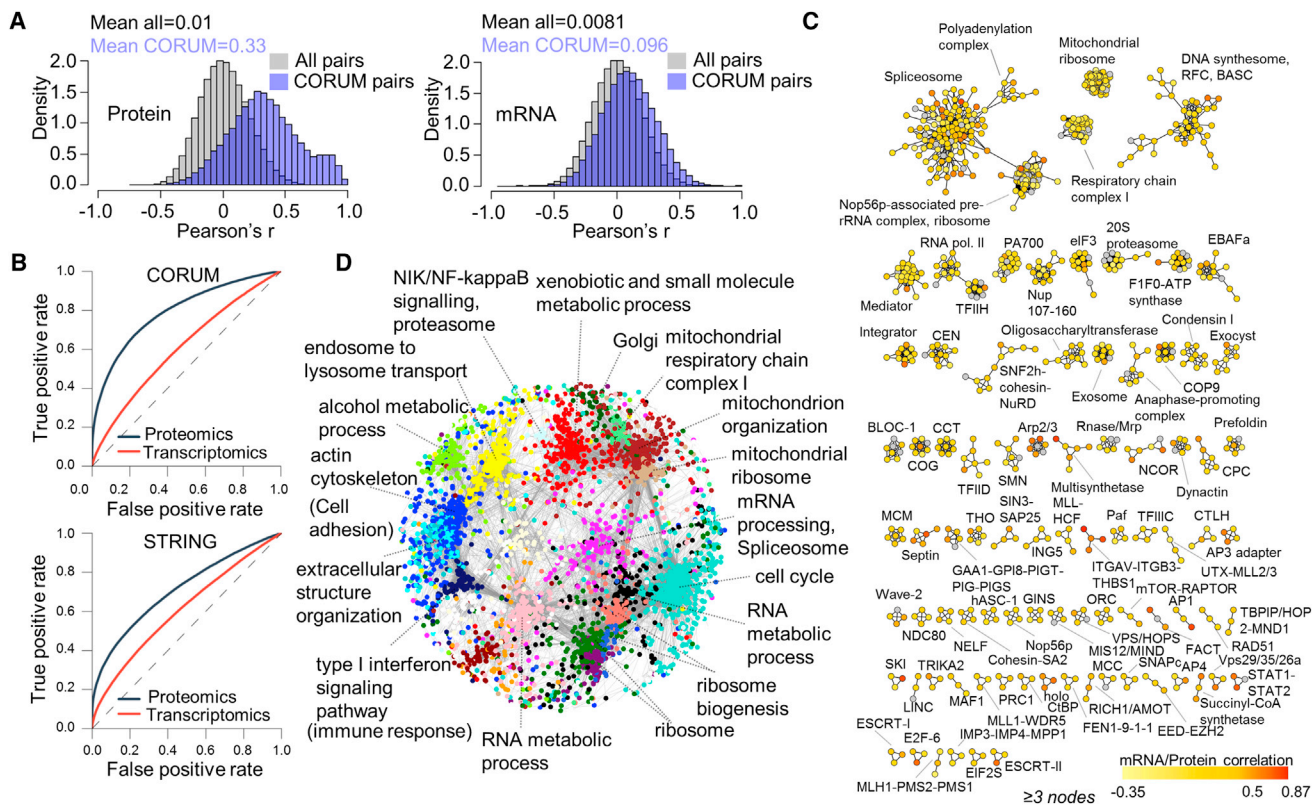 A
Mean all=0.01
Mean CORUM=0.33
All pairs
CORUM pairs
Protein
Density
2.0
1.5
1.0
0.5
0.0
-1.0
0
0.5
1.0
Pearson's r
Mean all=0.0081
Mean CORUM=0.096
All pairs
CORUM pairs
mRNA
Density
2.0
1.5
1.0
0.5
0.0
-1.0
0
0.5
1.0
Pearson's r
B
CORUM
True positive rate
1.0
0.8
0.6
0.4
0.2
0.0
Proteomics
Transcriptomics
0.0
0.2
0.4
0.6
0.8
1.0
False positive rate
STRING
True positive rate
1.0
0.8
0.6
0.4
0.2
0.0
Proteomics
Transcriptomics
0.0
0.2
0.4
0.6
0.8
1.0
False positive rate
D
NIK/NF-kappaB
signalling,
proteasome
xenobiotic and small molecule
metabolic process
endosome to
lysosome transport
Golgi
mitochondrial
respiratory chain
complex I
alcohol metabolic
process
mitochondrion
organization
actin
cytoskeleton
(Cell
adhesion)
mitochondrial
ribosome
mRNA
processing,
Spliceosome
extracellular
structure
organization
cell cycle
RNA
metabolic
process
type I interferon
signaling
pathway
(immune response)
ribosome
biogenesis
ribosome
RNA metabolic
process
C
Polyadenylation
complex
Mitochondrial
ribosome
DNA synthesome,
RFC, BASC
Spliceosome
Respiratory chain
complex I
Nop56p-associated pre-
rRNA complex, ribosome
RNA pol. II
PA700
eIF3
20S
proteasome
EBAFa
Mediator
TFIIH
Nup
107-160
F1F0-ATP
synthase
Integrator
CEN
Oligosaccharyltransferase
Condensin I
Exocyst
SNF2h-
cohesin-
NuRD
Exosome
COP9
Anaphase-promoting
complex
BLOC-1
CCT
Arp2/3
Rnase/Mrp
Prefoldin
COG
TFIID
SMN
Multisynthetase
NCOR
Dynactin
CPC
MCM
Septin
THO
SIN3-
SAP25
MLL-
HCF
Paf
TFIIIC
CTLH
ING5
AP3 adapter
GAA1-GPI8-PIGT-
PIG-PIGS
ITGAV-ITGB3-
THBS1
UTX-MLL2/3
Wave-2
hASC-1
GINS
ORC
mTOR-RAPTOR
AP1
TBPIP/HOP
2-MND1
NDC80
NELF
Cohesin-SA2
Nop56p
MIS12/MIND
VPS/HOPS
FACT
RAD51
SKI
TRIKA2
MCC
SNAPc
AP4
Vps29/35/26a
STAT1-
STAT2
LINC
MAF1
PRC1
holo
CtBP
RICH1/AMOT
Succinyl-CoA
synthetase
MLL1-WDR5
FEN1-9-1-1
EED-EZH2
ESCRT-I
E2F-6
IMP3-IMP4-MPP1
EIF2S
ESCRT-II
MLH1-PMS2-PMS1
≥3 nodes
mRNA/Protein correlation
-0.35
0.5
0.87